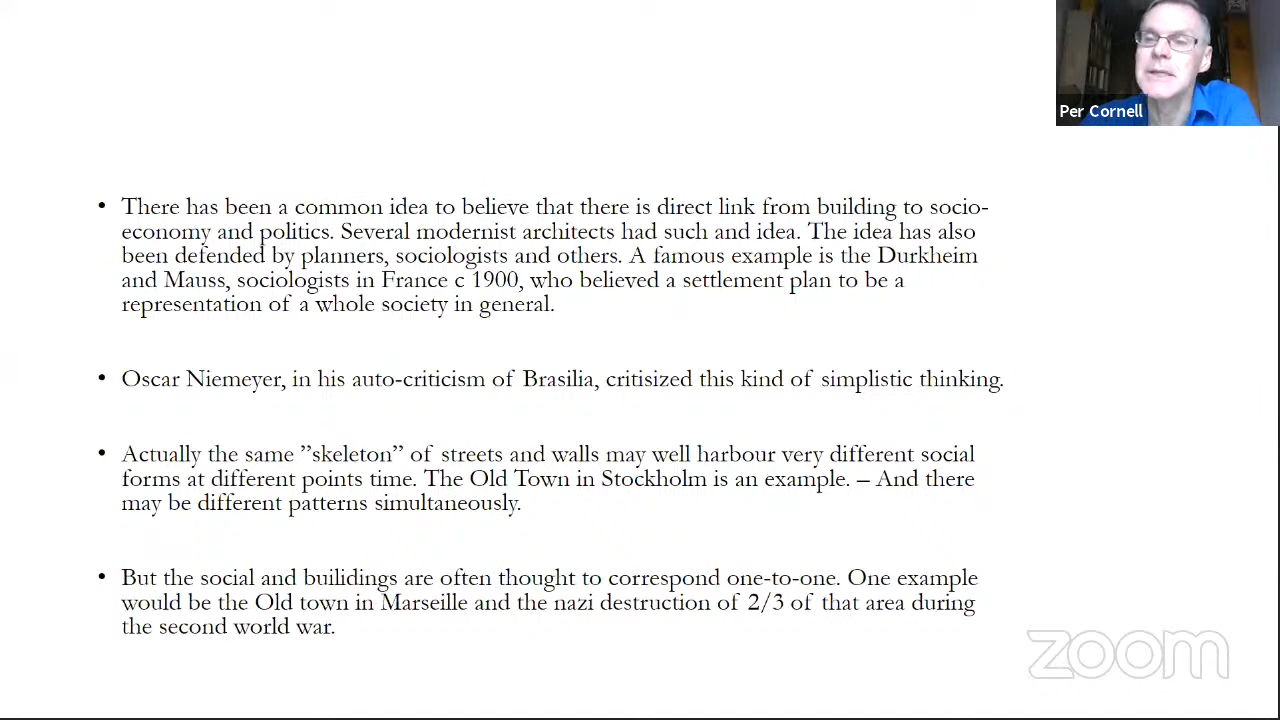 Per Cornell
• There has been a common idea to believe that there is direct link from building to socio-
economy and politics. Several modernist architects had such and idea. The idea has also
been defended by planners, sociologists and others. A famous example is the Durkheim
and Mauss, sociologists in France c 1900, who believed a settlement plan to be a
representation of a whole society in general.
• Oscar Niemeyer, in his auto-criticism of Brasilia, critisized this kind of simplistic thinking.
• Actually the same ”skeleton” of streets and walls may well harbour very different social
forms at different points time. The Old Town in Stockholm is an example. – And there
may be different patterns simultaneously.
• But the social and builidings are often thought to correspond one-to-one. One example
would be the Old town in Marseille and the nazi destruction of 2/3 of that area during
the second world war.
zoom